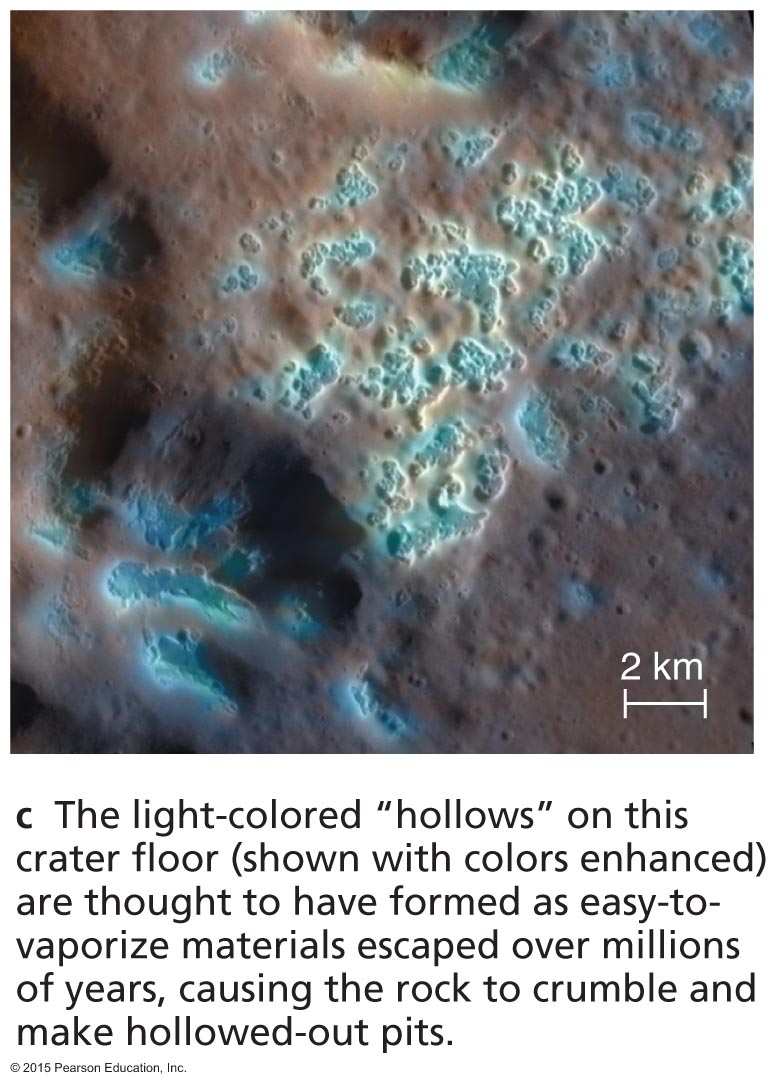 2 km
c The light-colored “hollows” on this
crater floor (shown with colors enhanced)
are thought to have formed as easy-to-
vaporize materials escaped over millions
of years, causing the rock to crumble and
make hollowed-out pits.
© 2015 Pearson Education, Inc.